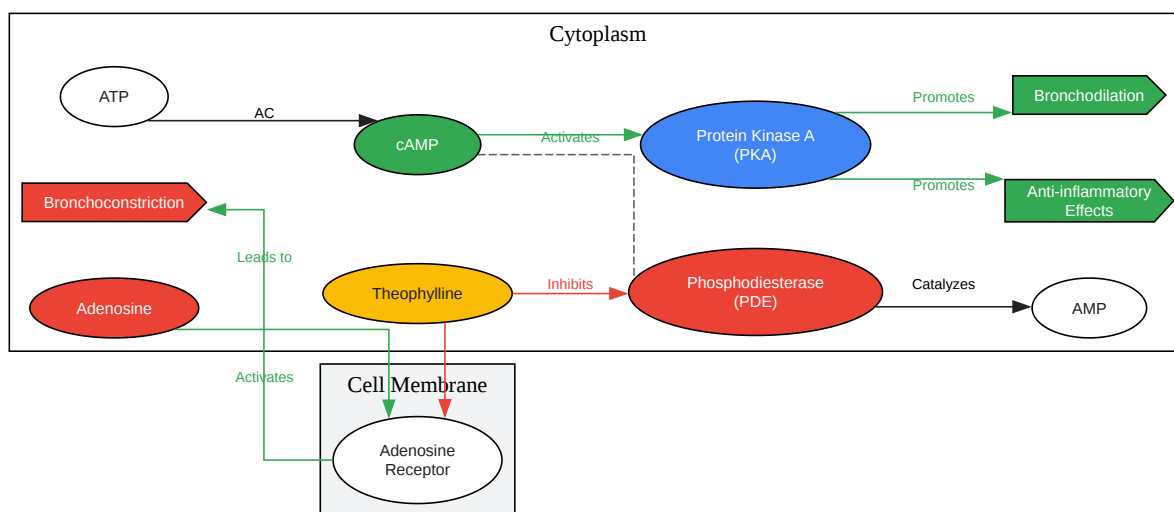 Cytoplasm
ATP
AC
cAMP
Activates
Protein Kinase A
(PKA)
Promotes
Bronchodilation
Promotes
Anti-inflammatory
Effects
Bronchoconstriction
Leads to
Adenosine
Theophylline
Inhibits
Phosphodiesterase
(PDE)
Catalyzes
AMP
Activates
Cell Membrane
Adenosine
Receptor